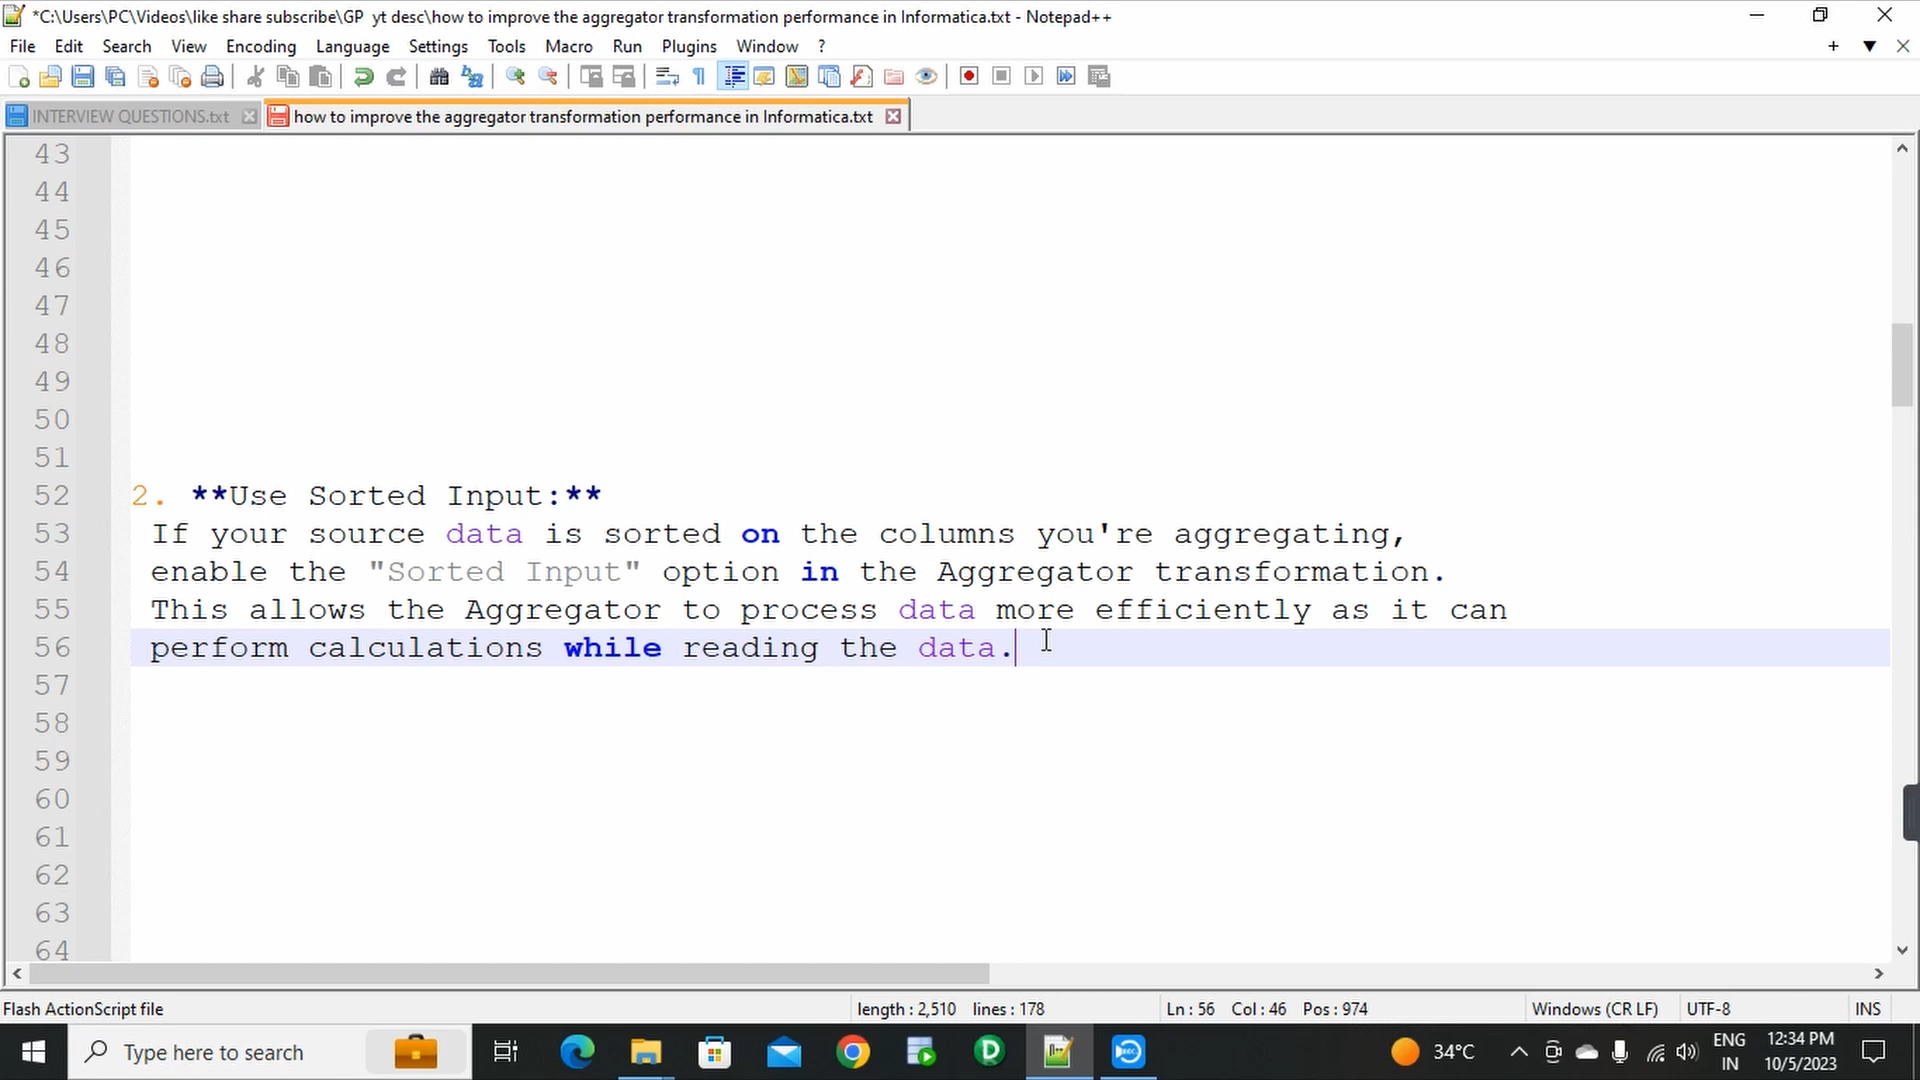 *C:\Users\PC\Videos\like share subscribe\GP  yt desc\how to improve the aggregator transformation performance in Informatica.txt - Notepad++
File Edit Search View Encoding Language Settings Tools Macro Run Plugins Window ?
INTERVIEW QUESTIONS.txt how to improve the aggregator transformation performance in Informatica.txt
43
44
45
46
47
48
49
50
51
52 2. **Use Sorted Input:**
53 If your source data is sorted on the columns you're aggregating,
54 enable the "Sorted Input" option in the Aggregator transformation.
55 This allows the Aggregator to process data more efficiently as it can
56 perform calculations while reading the data.
57
58
59
60
61
62
63
64
Flash ActionScript file length : 2,510 lines : 178 Ln : 56 Col : 46 Pos : 974 Windows (CR LF) UTF-8 INS
Type here to search 34°C ENG 12:34 PM
IN 10/5/2023